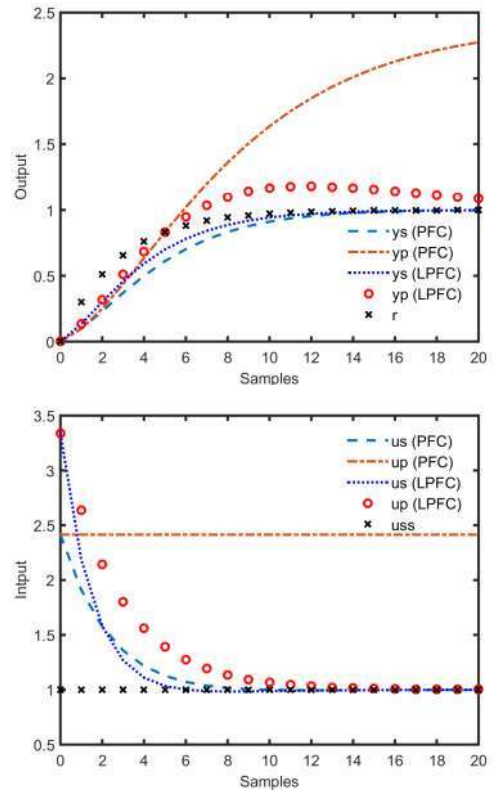 2.5
2
1.5
1
0.5
0
Output
ys (PFC)
yp (PFC)
ys (LPFC)
yp (LPFC)
r
0 2 4 6 8 10 12 14 16 18 20
Samples
3.5
3
2.5
2
1.5
1
0.5
Intput
us (PFC)
up (PFC)
us (LPFC)
up (LPFC)
uss
0 2 4 6 8 10 12 14 16 18 20
Samples